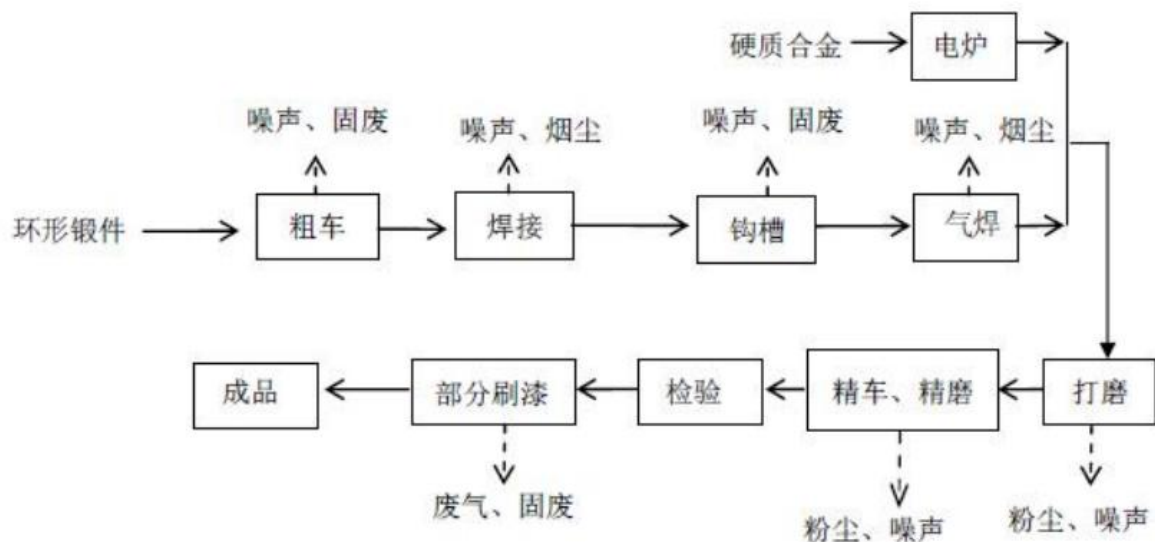 硬质合金
电炉
噪声、固废
噪声、烟尘
噪声、固废
噪声、烟尘
环形锻件
粗车
焊接
钩槽
气焊
成品
部分刷漆
检验
精车、精磨
打磨
废气、固废
粉尘、噪声
粉尘、噪声